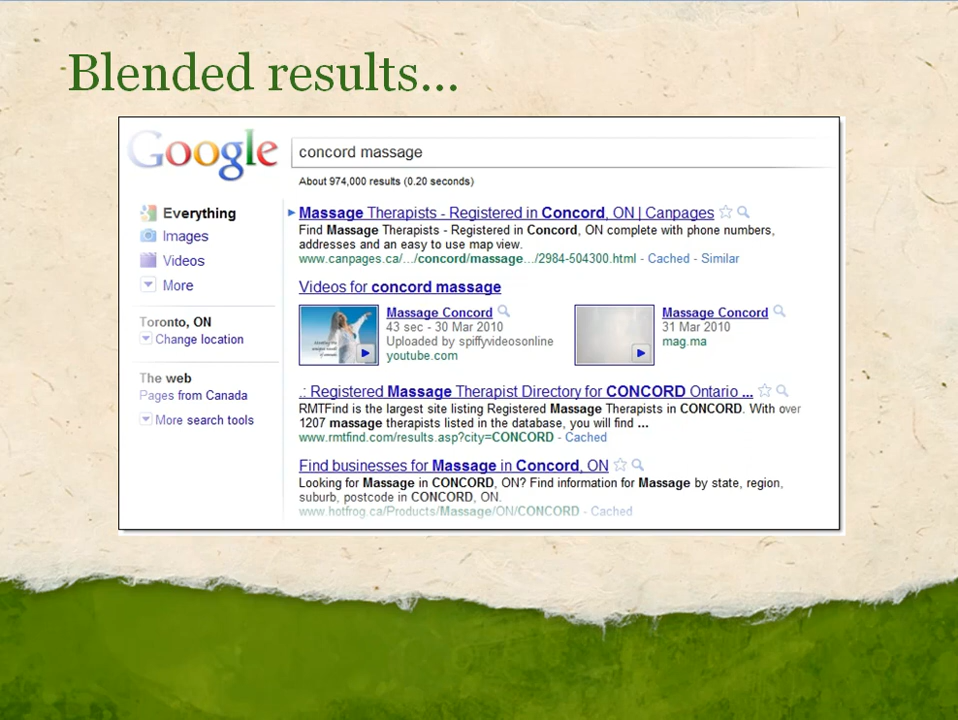 Blended results...
Google
concord massage
About 974,000 results (0.20 seconds)
Everything
Images
Videos
More
Toronto, ON
Change location
The web
Pages from Canada
More search tools
Massage Therapists - Registered in Concord, ON | Canpages
Find Massage Therapists - Registered in Concord, ON complete with phone numbers,
addresses and an easy to use map view.
www.canpages.ca/.../concord/massage.../2984-504300.html - Cached - Similar
Videos for concord massage
Massage Concord
43 sec - 30 Mar 2010
Uploaded by spiffyvideosonline
youtube.com
Massage Concord
31 Mar 2010
mag.ma
.: Registered Massage Therapist Directory for CONCORD Ontario ...
RMTFind is the largest site listing Registered Massage Therapists in CONCORD. With over
1207 massage therapists listed in the database, you will find ...
www.rmtfind.com/results.asp?city=CONCORD - Cached
Find businesses for Massage in Concord, ON
Looking for Massage in CONCORD, ON? Find information for Massage by state, region,
suburb, postcode in CONCORD, ON.
www.hotfrog.ca/Products/Massage/ON/CONCORD - Cached